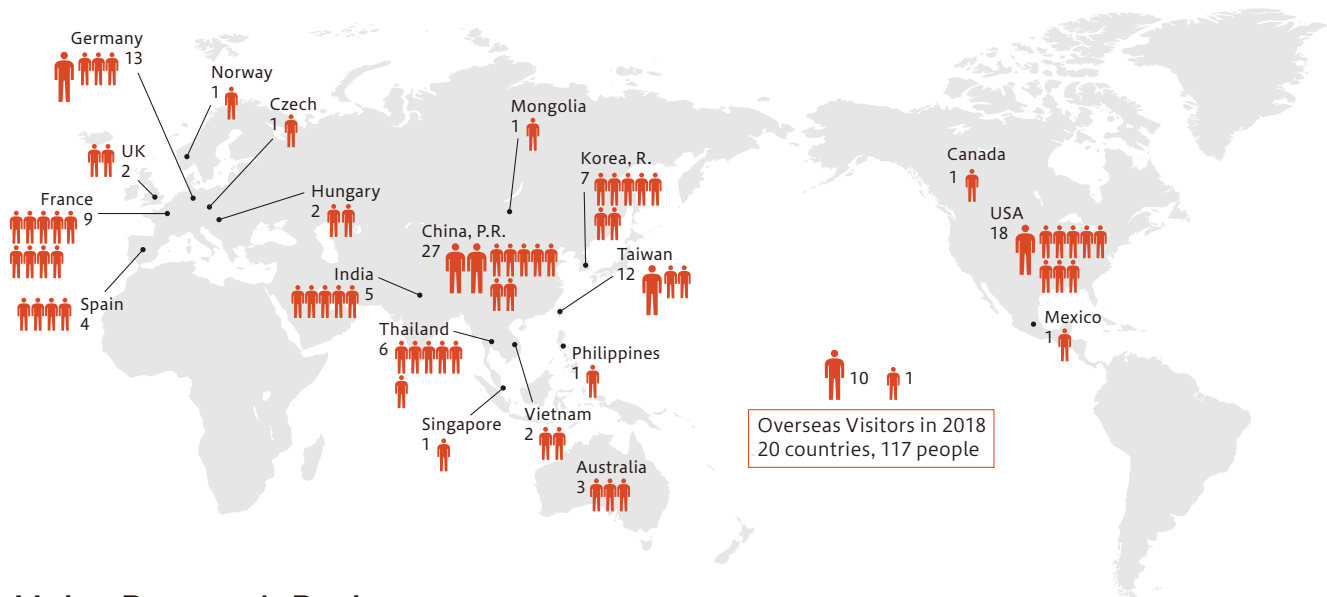 Germany
13
Norway
1
Czech
1
Mongolia
1
UK
2
Korea, R.
7
Canada
1
France
9
Hungary
2
USA
18
China, P.R.
27
Taiwan
12
India
5
Spain
4
Mexico
1
Thailand
6
Philippines
1
10
1
Singapore
1
Vietnam
2
Overseas Visitors in 2018
20 countries, 117 people
Australia
3